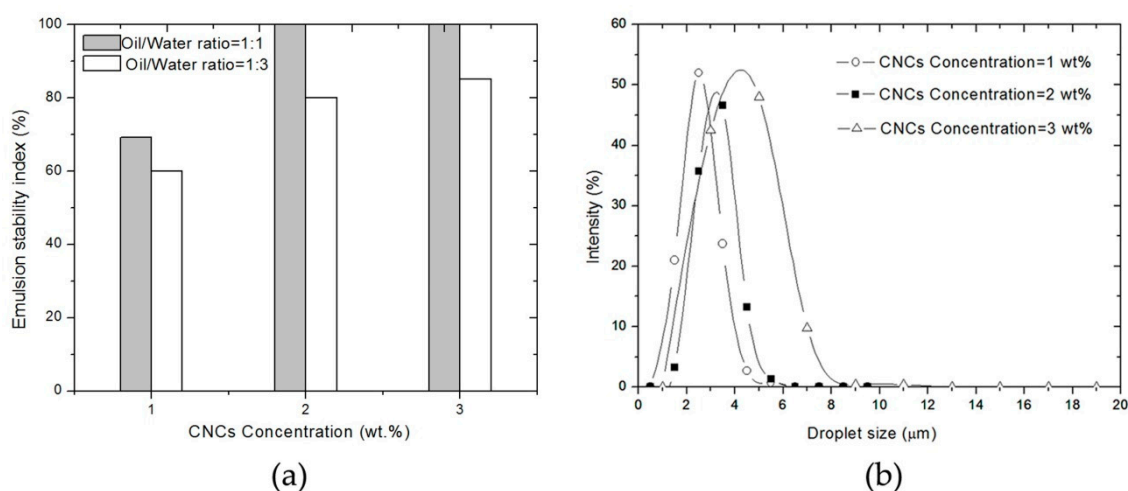 100
80
60
40
20
0
Emulsion stability index (%)
Oil/Water ratio=1:1
Oil/Water ratio=1:3
1 2 3
CNCs Concentration (wt.%)
(a)
60
50
40
30
20
10
0
Intensity (%)
CNCs Concentration=1 wt%
CNCs Concentration=2 wt%
CNCs Concentration=3 wt%
0 2 4 6 8 10 12 14 16 18 20
Droplet size (μm)
(b)